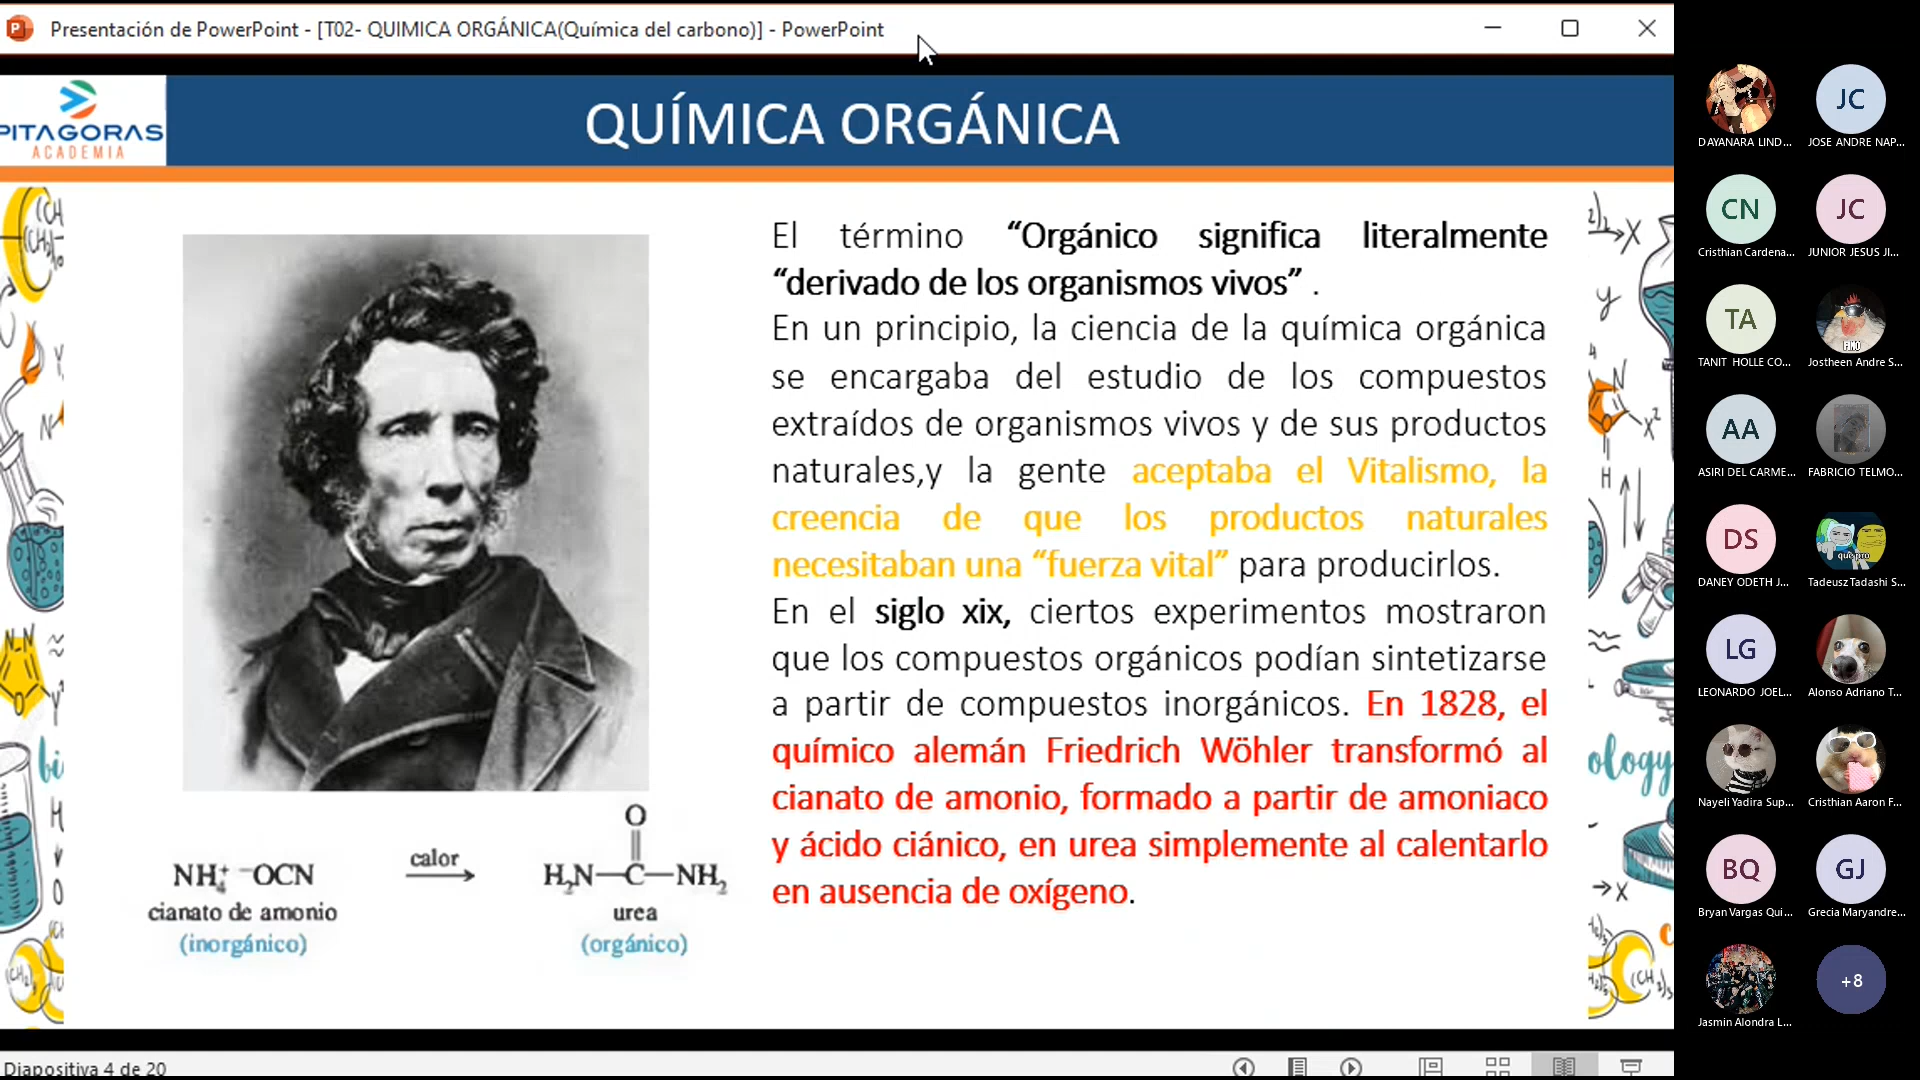 Presentación de PowerPoint - [T02- QUIMICA ORGÁNICA(Química del carbono)] - PowerPoint
PITAGORAS
ACADEMIA
QUÍMICA ORGÁNICA
El término “Orgánico significa literalmente
“derivado de los organismos vivos” .
En un principio, la ciencia de la química orgánica
se encargaba del estudio de los compuestos
extraídos de organismos vivos y de sus productos
naturales,y la gente aceptaba el Vitalismo, la
creencia de que los productos naturales
necesitaban una “fuerza vital” para producirlos.
En el siglo xix, ciertos experimentos mostraron
que los compuestos orgánicos podían sintetizarse
a partir de compuestos inorgánicos. En 1828, el
químico alemán Friedrich Wöhler transformó al
cianato de amonio, formado a partir de amoniaco
y ácido ciánico, en urea simplemente al calentarlo
en ausencia de oxígeno.
NH₄⁺ ⁻OCN
cianato de amonio
(inorgánico)
calor
O
H₂N—C—NH₂
urea
(orgánico)
ology
Diapositiva 4 de 20
DAYANARA LIND...
JC
JOSE ANDRE NAP...
CN
Cristhian Cardena...
JC
JUNIOR JESUS JI...
TA
TANIT HOLLE CO...
FINO
Jostheen Andre S...
AA
ASIRI DEL CARME...
FABRICIO TELMO...
DS
DANEY ODETH J...
que pro
Tadeusz Tadashi S...
LG
LEONARDO JOEL...
Alonso Adriano T...
Nayeli Yadira Sup...
Cristhian Aaron F...
BQ
Bryan Vargas Qui...
GJ
Grecia Maryandre...
Jasmin Alondra L...
+8